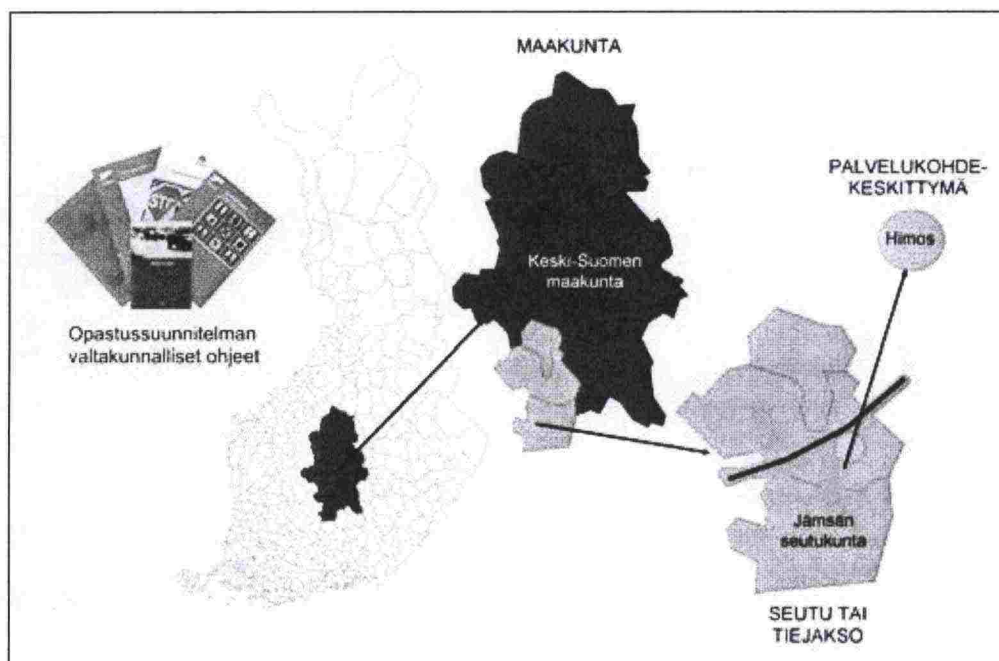 MAAKUNTA
PALVELUKOHDE-
KESKITTYMÄ
Himos
Keski-Suomen
maakunta
Opastussuunnitelman
valtakunnalliset ohjeet
Jämsän
seutukunta
SEUTU TAI
TIEJAKSO